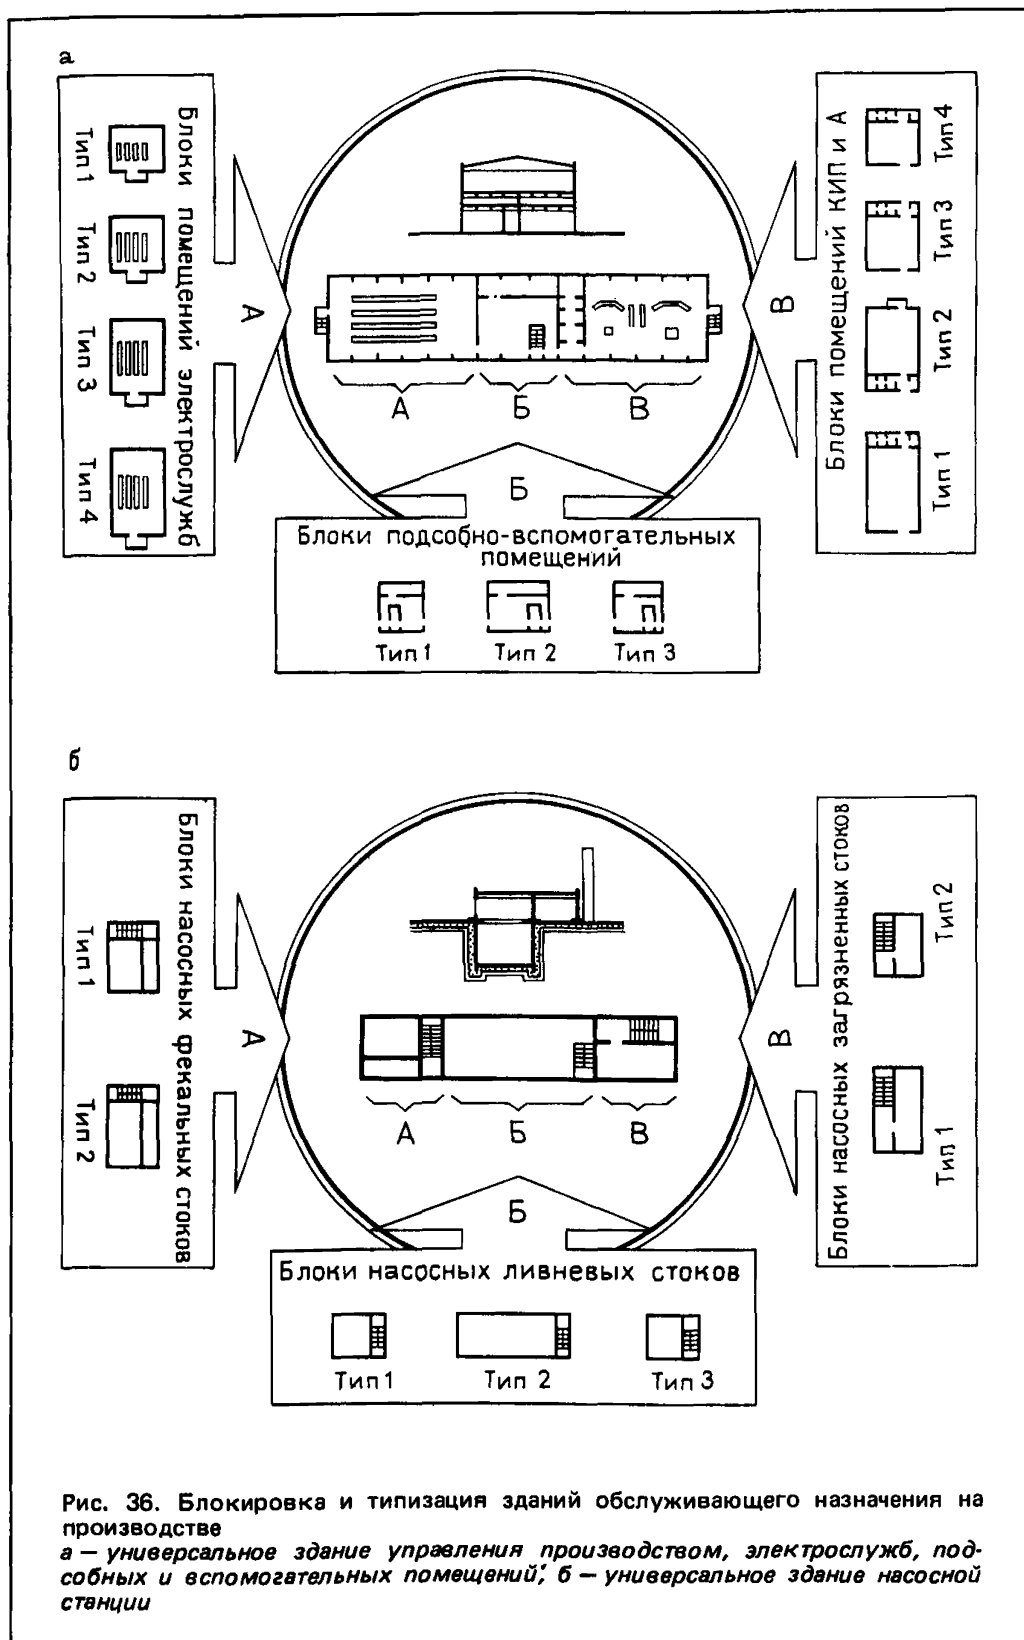 а
Блоки помещений электрослужб
Тип 1
Тип 2
Тип 3
Тип 4
А
А
Б
В
Б
В
Блоки помещений КИП и А
Тип 4
Тип 3
Тип 2
Тип 1
Блоки подсобно-вспомогательных
помещений
Тип 1
Тип 2
Тип 3
б
Блоки насосных фекальных стоков
Тип 1
Тип 2
А
А
Б
В
Б
В
Блоки насосных загрязненных стоков
Тип 2
Тип 1
Блоки насосных ливневых стоков
Тип 1
Тип 2
Тип 3
Рис. 36. Блокировка и типизация зданий обслуживающего назначения на
производстве
а — универсальное здание управления производством, электрослужб, под-
собных и вспомогательных помещений; б — универсальное здание насосной
станции